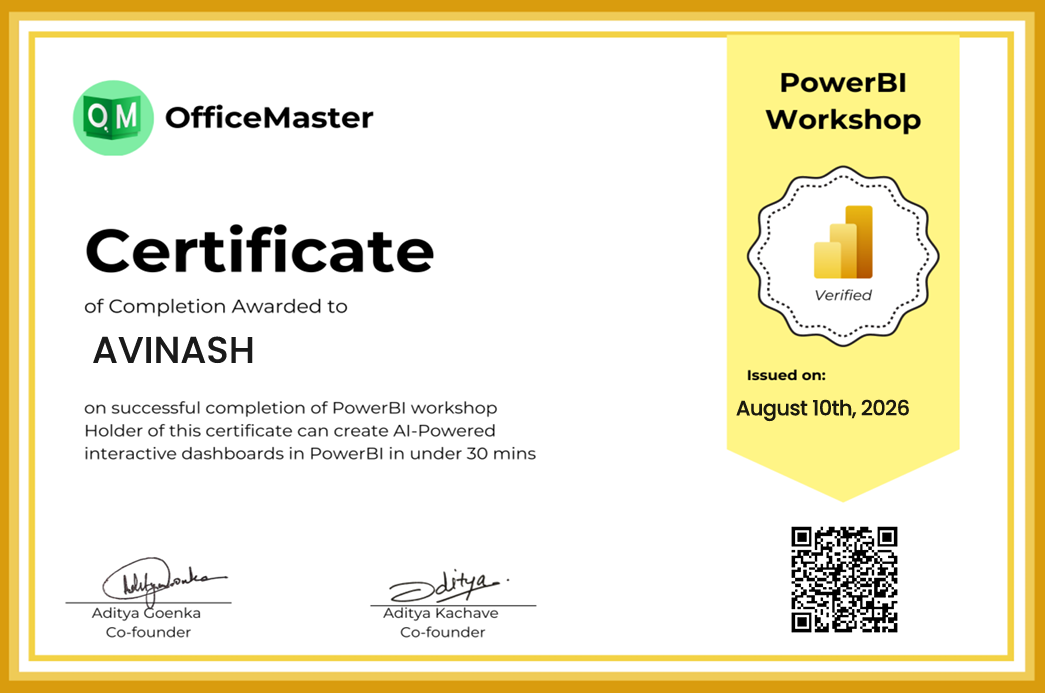 OM OfficeMaster
Certificate
of Completion Awarded to
AVINASH
on successful completion of PowerBI workshop
Holder of this certificate can create AI-Powered
interactive dashboards in PowerBI in under 30 mins
Aditya Goenka
Co-founder
Aditya
Aditya Kachave
Co-founder
PowerBI
Workshop
Verified
Issued on:
August 10th, 2026